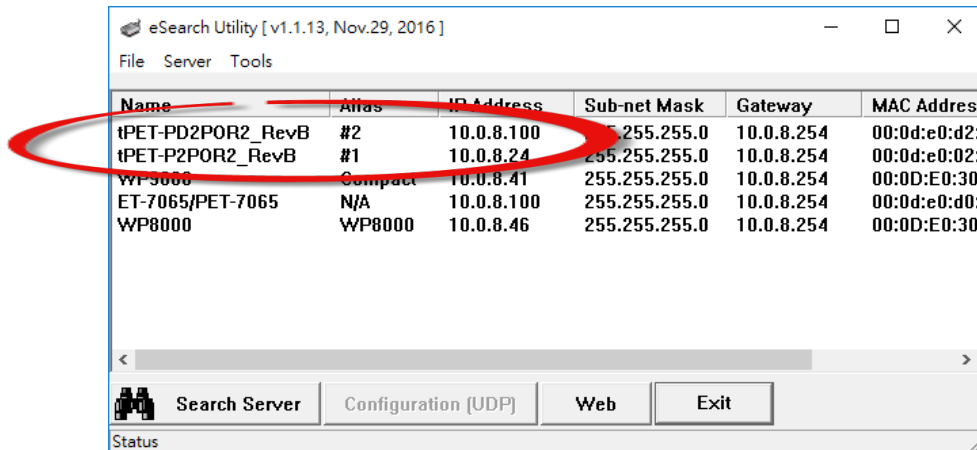 eSearch Utility [ v1.1.13, Nov.29, 2016 ]
File Server Tools
Name Alias IP Address Sub-net Mask Gateway MAC Addres
tPET-PD2POR2_RevB #2 10.0.8.100 .255.255.0 10.0.8.254 00:0d:e0:d2:
tPET-P2POR2_RevB #1 10.0.8.24 255.255.255.0 10.0.8.254 00:0d:e0:02:
WP9000 Compact 10.0.8.41 255.255.255.0 10.0.8.254 00:0D:E0:30
ET-7065/PET-7065 N/A 10.0.8.100 255.255.255.0 10.0.8.254 00:0d:e0:d0:
WP8000 WP8000 10.0.8.46 255.255.255.0 10.0.8.254 00:0D:E0:30
Search Server Configuration (UDP) Web Exit
Status